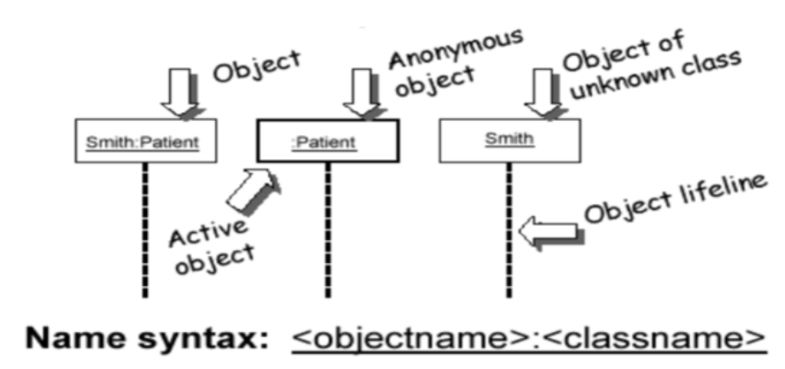 Object
Anonymous
object
Object of
unknown class
Smith:Patient
:Patient
Smith
Active
object
Object lifeline
Name syntax: <objectname>:<classname>